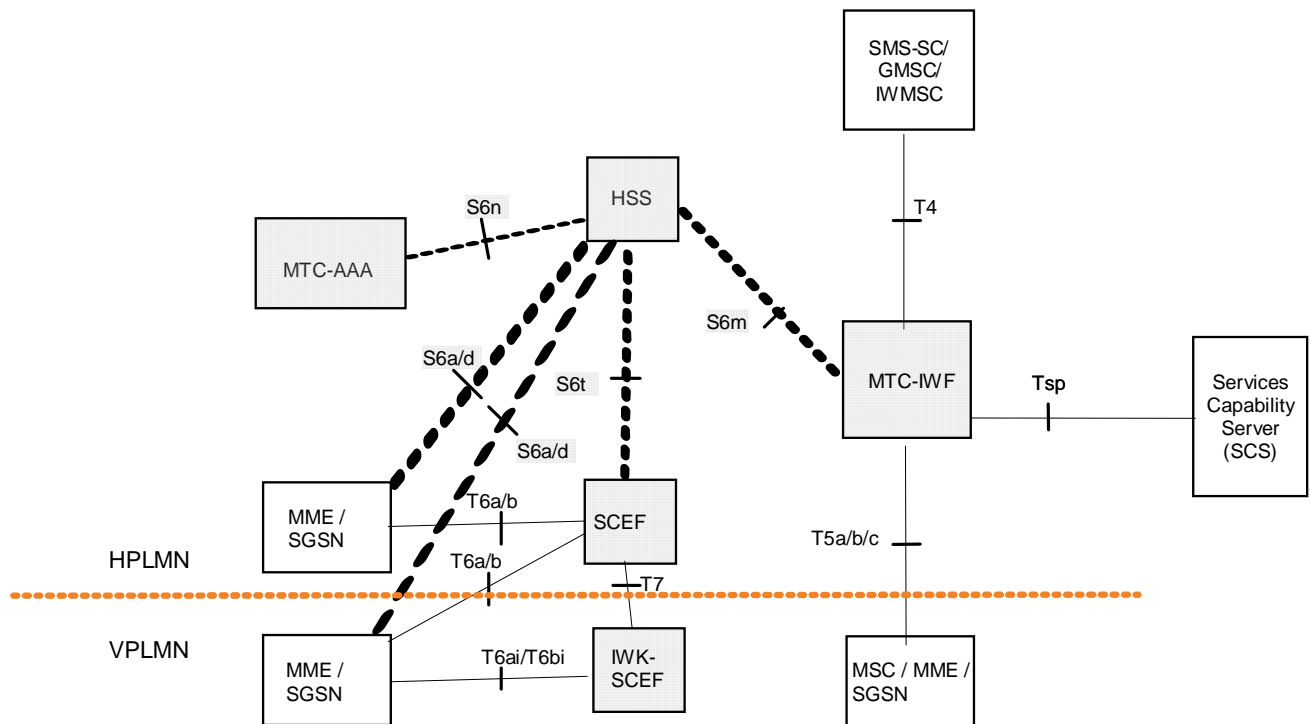 SMS-SC/
GMSC/
IWMSC
HSS
S6n
T4
MTC-AAA
S6m
S6a/d
S6t
MTC-IWF
Tsp
Services
Capability
Server
(SCS)
S6a/d
T6a/b
MME /
SGSN
SCEF
T5a/b/c
HPLMN
T6a/b
T7
VPLMN
MME /
SGSN
T6ai/T6bi
IWK-
SCEF
MSC / MME /
SGSN